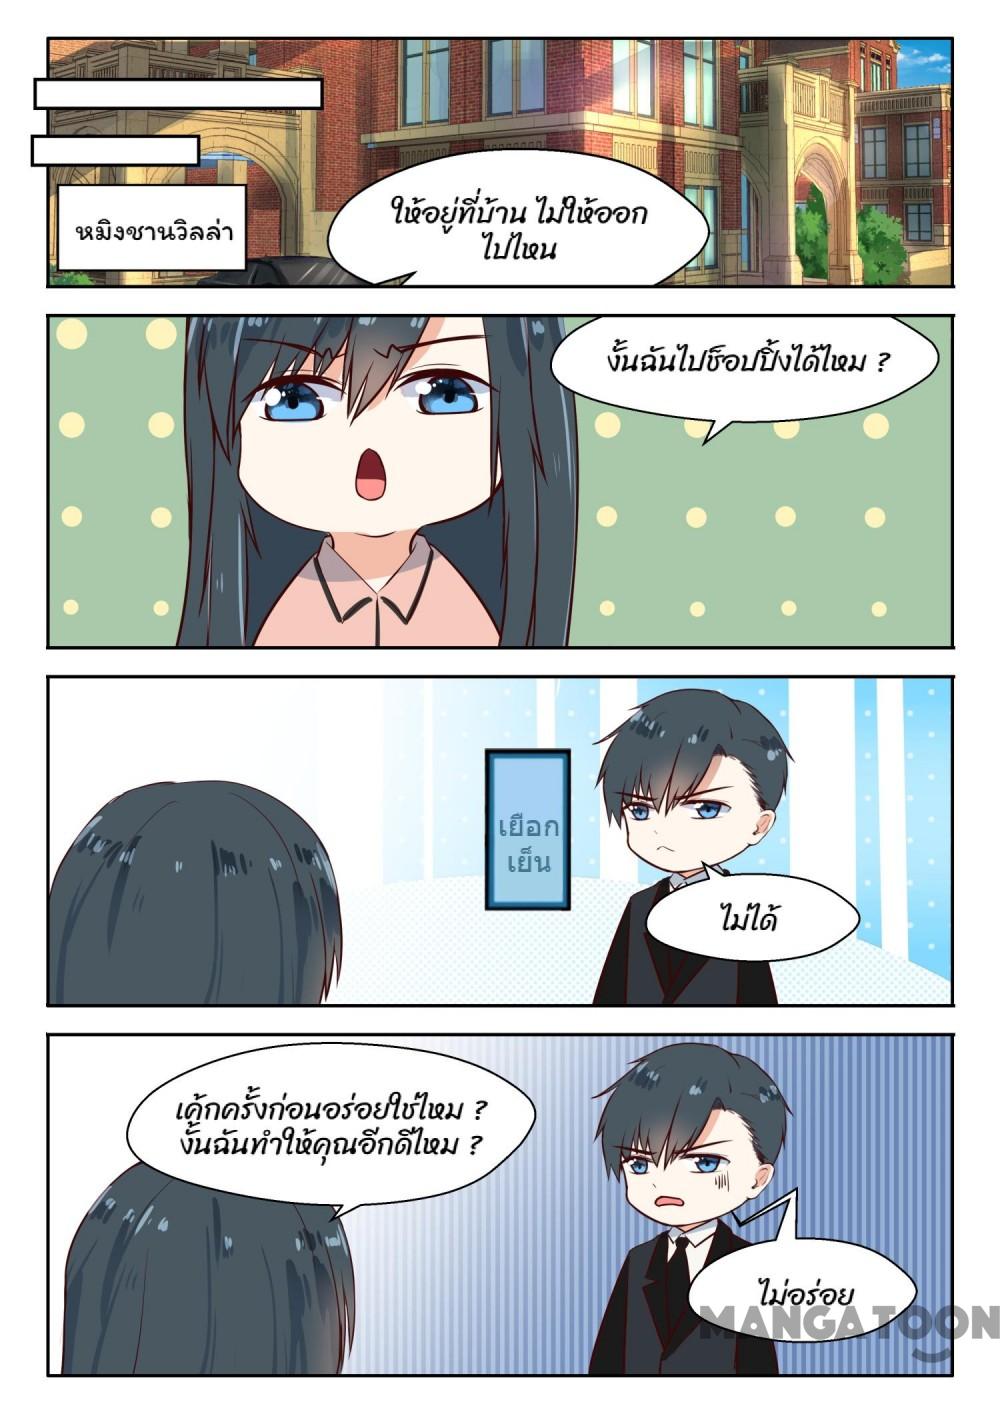 หมิงชานวิลล่า
ให้อยู่ที่บ้าน ไม่ให้ออก
ไปไหน
งั้นฉันไปช็อปปิ้งได้ไหม ?
เยือก
เย็น
ไม่ได้
เค้กครั้งก่อนอร่อยใช่ไหม ?
งั้นฉันทำให้คุณอีกดีไหม ?
ไม่อร่อย
MANGATOON